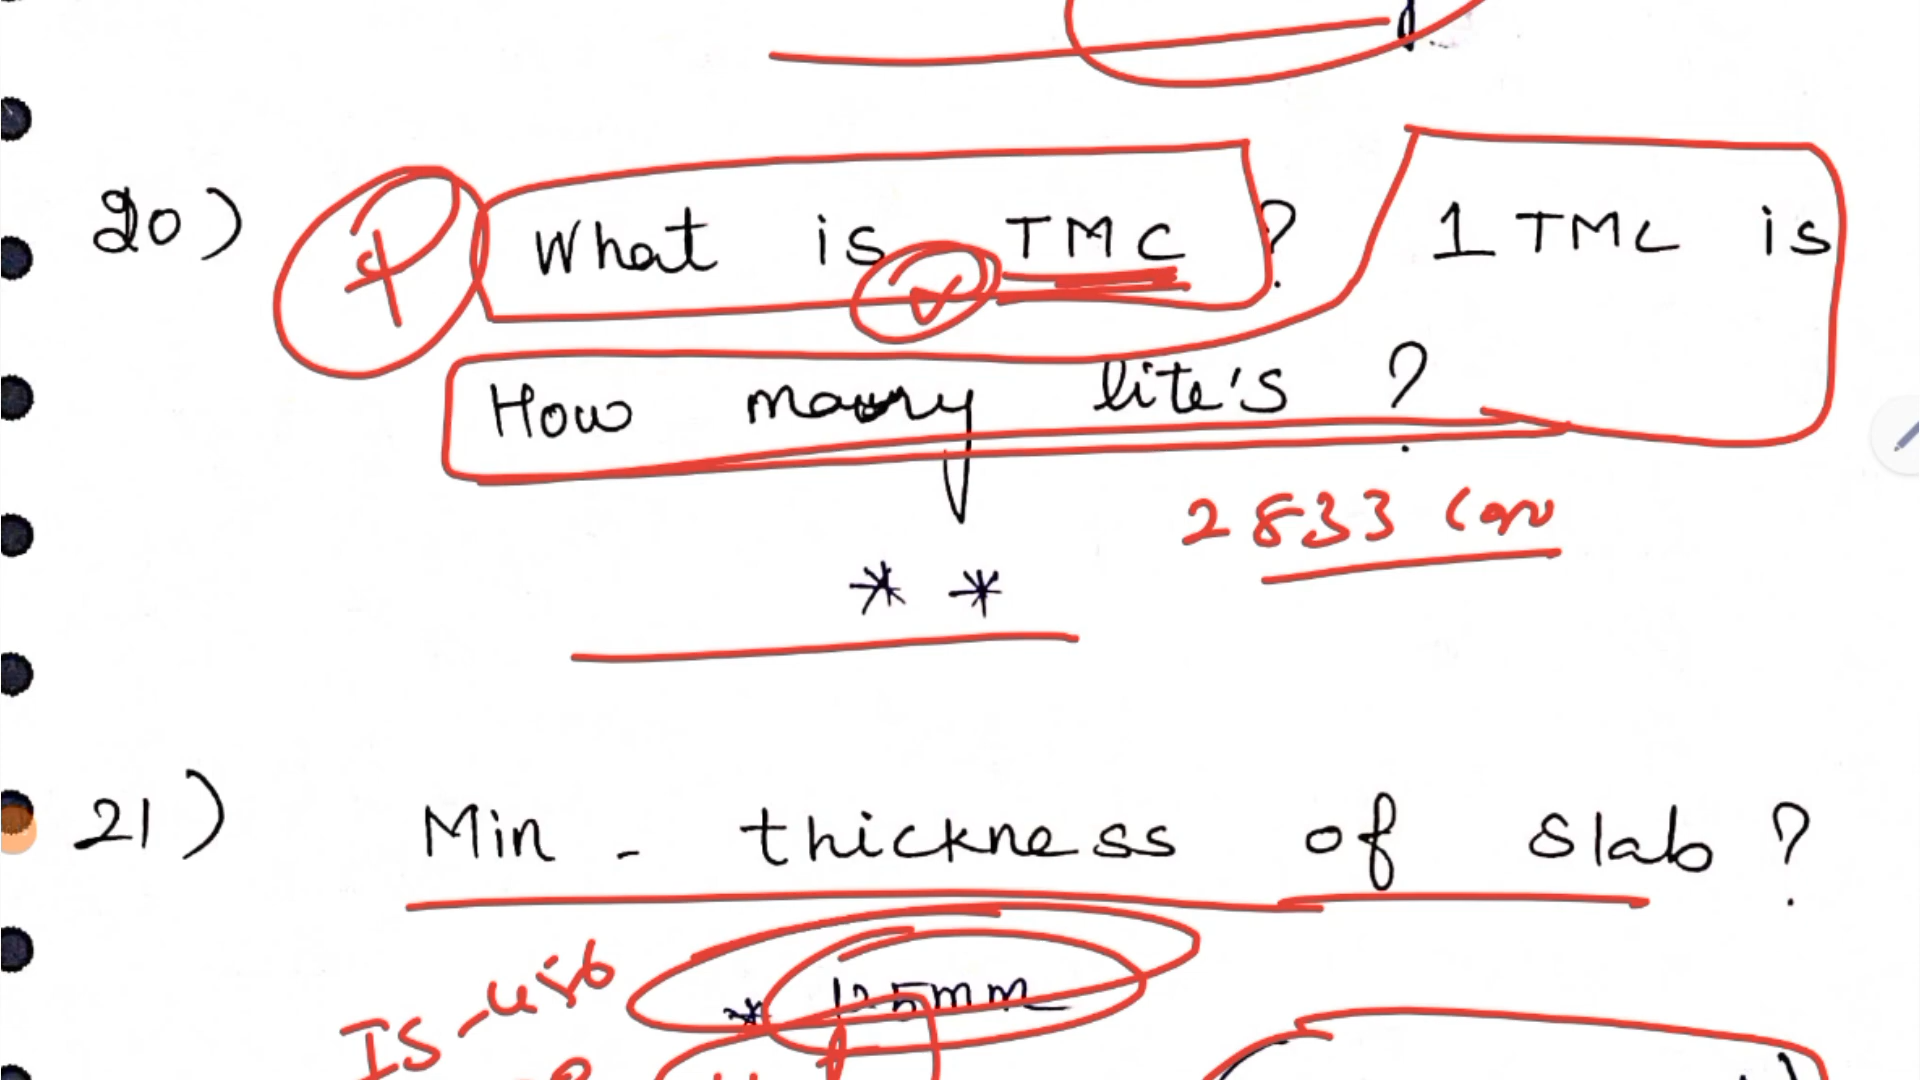 20) What is TMC ? 1 TMC is
How many lite's ?
2833
* *
21) Min - thickness of slab ?
* 125mm
IS-456